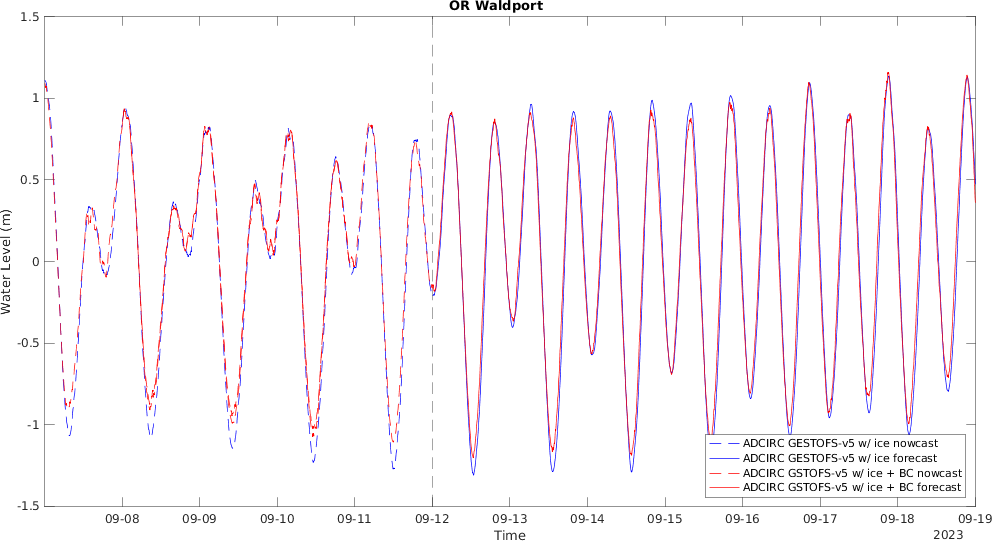 OR Waldport
1.5
1
0.5
0
-0.5
-1
-1.5
Water Level (m)
09-08 09-09 09-10 09-11 09-12 09-13 09-14 09-15 09-16 09-17 09-18 09-19
Time
2023
ADCIRC GESTOFS-v5 w/ ice nowcast
ADCIRC GESTOFS-v5 w/ ice forecast
ADCIRC GSTOFS-v5 w/ ice + BC nowcast
ADCIRC GSTOFS-v5 w/ ice + BC forecast